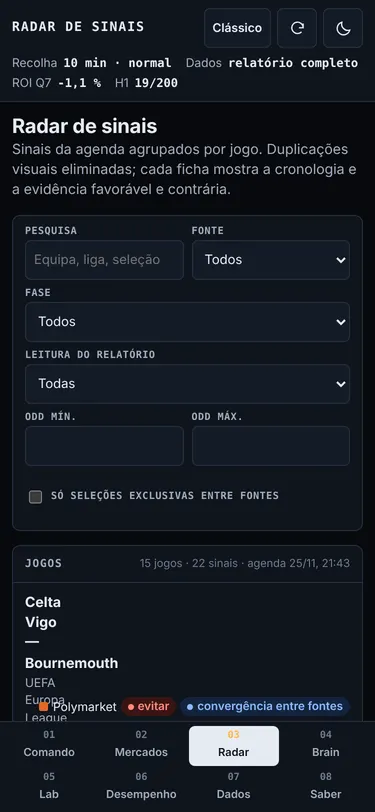 RADAR DE SINAIS
Clássico
Recolha 10 min · normal Dados relatório completo
ROI Q7 -1,1 % H1 19/200
Radar de sinais
Sinais da agenda agrupados por jogo. Duplicações
visuais eliminadas; cada ficha mostra a cronologia e
a evidência favorável e contrária.
PESQUISA FONTE
Equipa, liga, seleção Todos
FASE
Todos
LEITURA DO RELATÓRIO
Todas
ODD MÍN. ODD MÁX.
SÓ SELEÇÕES EXCLUSIVAS ENTRE FONTES
JOGOS 15 jogos · 22 sinais · agenda 25/11, 21:43
Celta
Vigo
—
Bournemouth
UEFA
Europa
League
Polymarket evitar convergência entre fontes
01 02 03 04
Comando Mercados Radar Brain
05 06 07 08
Lab Desempenho Dados Saber